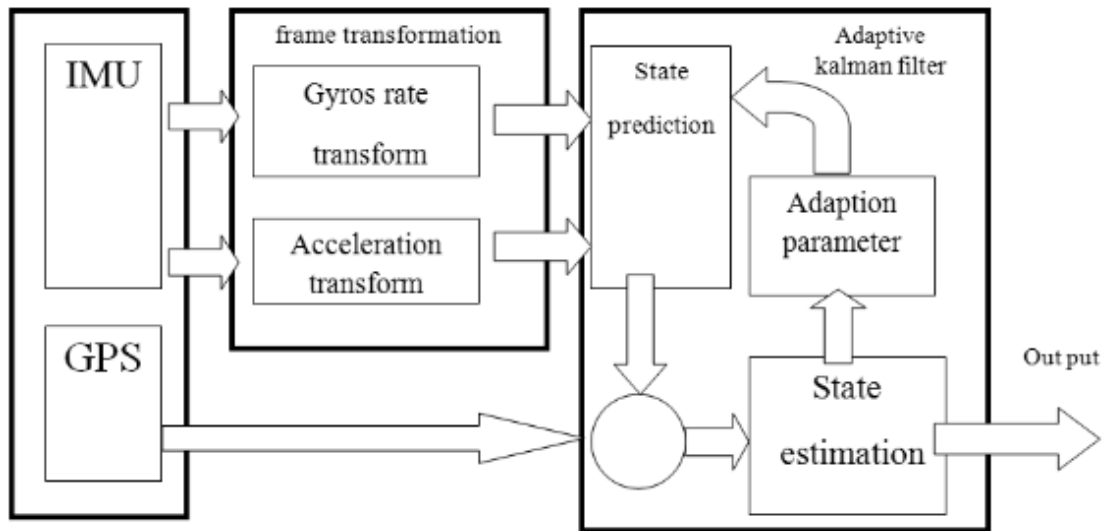 IMU
GPS
frame transformation
Gyros rate
transform
Acceleration
transform
State
prediction
Adaptive
kalman filter
Adaption
parameter
State
estimation
Out put